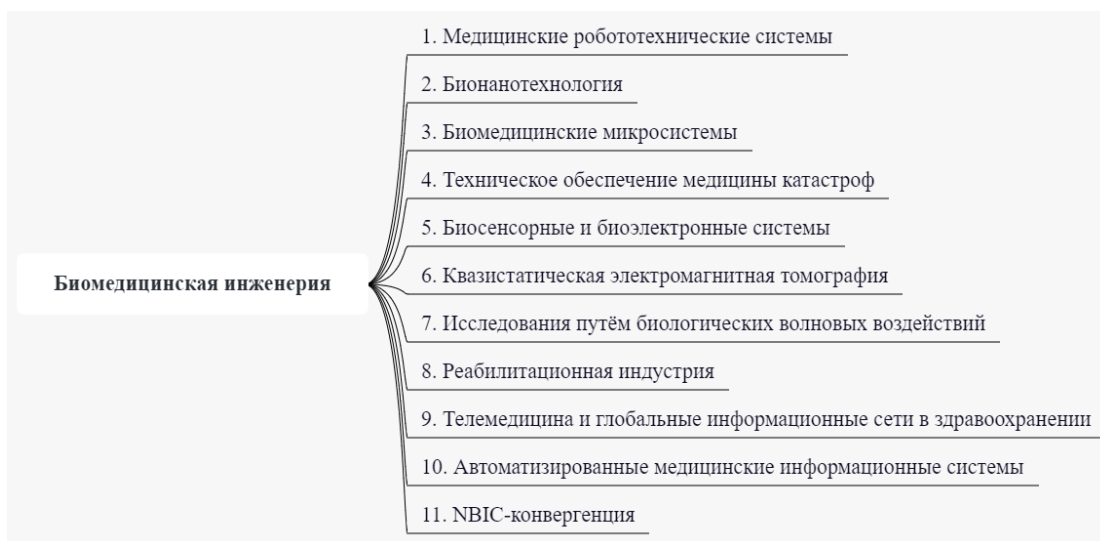 1. Медицинские робототехнические системы
2. Бионанотехнология
3. Биомедицинские микросистемы
4. Техническое обеспечение медицины катастроф
5. Биосенсорные и биоэлектронные системы
Биомедицинская инженерия
6. Квазистатическая электромагнитная томография
7. Исследования путём биологических волновых воздействий
8. Реабилитационная индустрия
9. Телемедицина и глобальные информационные сети в здравоохранении
10. Автоматизированные медицинские информационные системы
11. NBIC-конвергенция